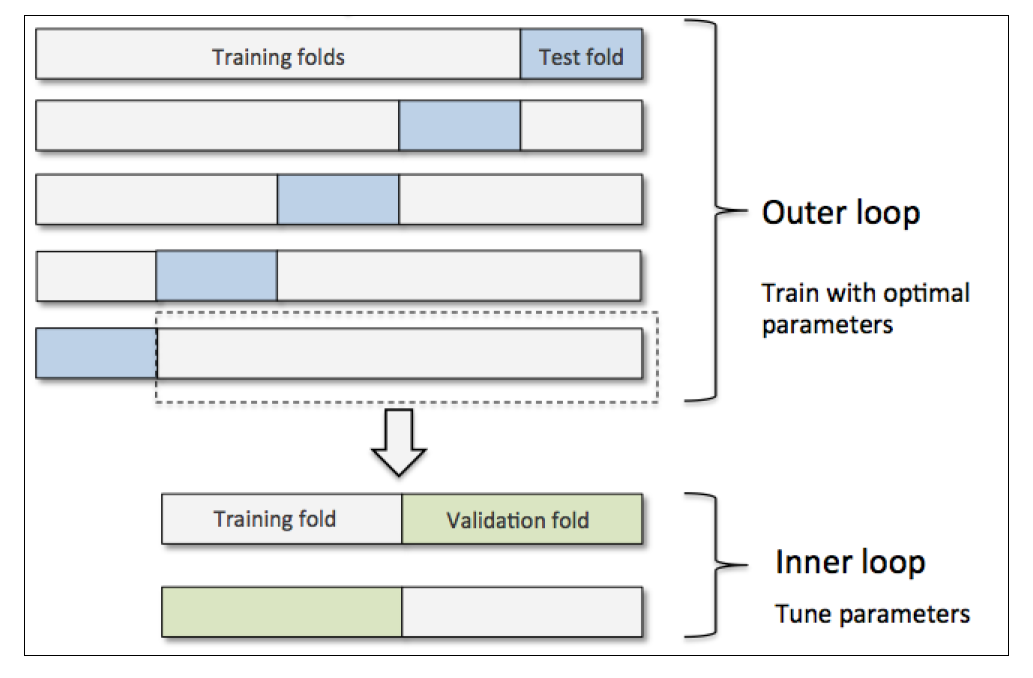 Training folds
Test fold
Outer loop
Train with optimal
parameters
Training fold
Validation fold
Inner loop
Tune parameters